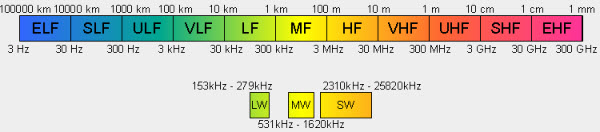 100000 km 10000 km 1000 km 100 km 10 km 1 km 100 m 10 m 1 m 10 cm 1 cm 1 mm
ELF SLF ULF VLF LF MF HF VHF UHF SHF EHF
3 Hz 30 Hz 300 Hz 3 kHz 30 kHz 300 kHz 3 MHz 30 MHz 300 MHz 3 GHz 30 GHz 300 GHz
153kHz - 279kHz 2310kHz - 25820kHz
LW MW SW
531kHz - 1620kHz